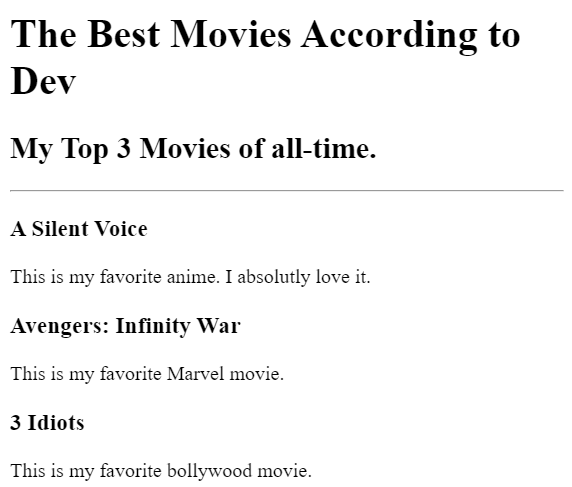 The Best Movies According to
Dev
My Top 3 Movies of all-time.
A Silent Voice
This is my favorite anime. I absolutly love it.
Avengers: Infinity War
This is my favorite Marvel movie.
3 Idiots
This is my favorite bollywood movie.